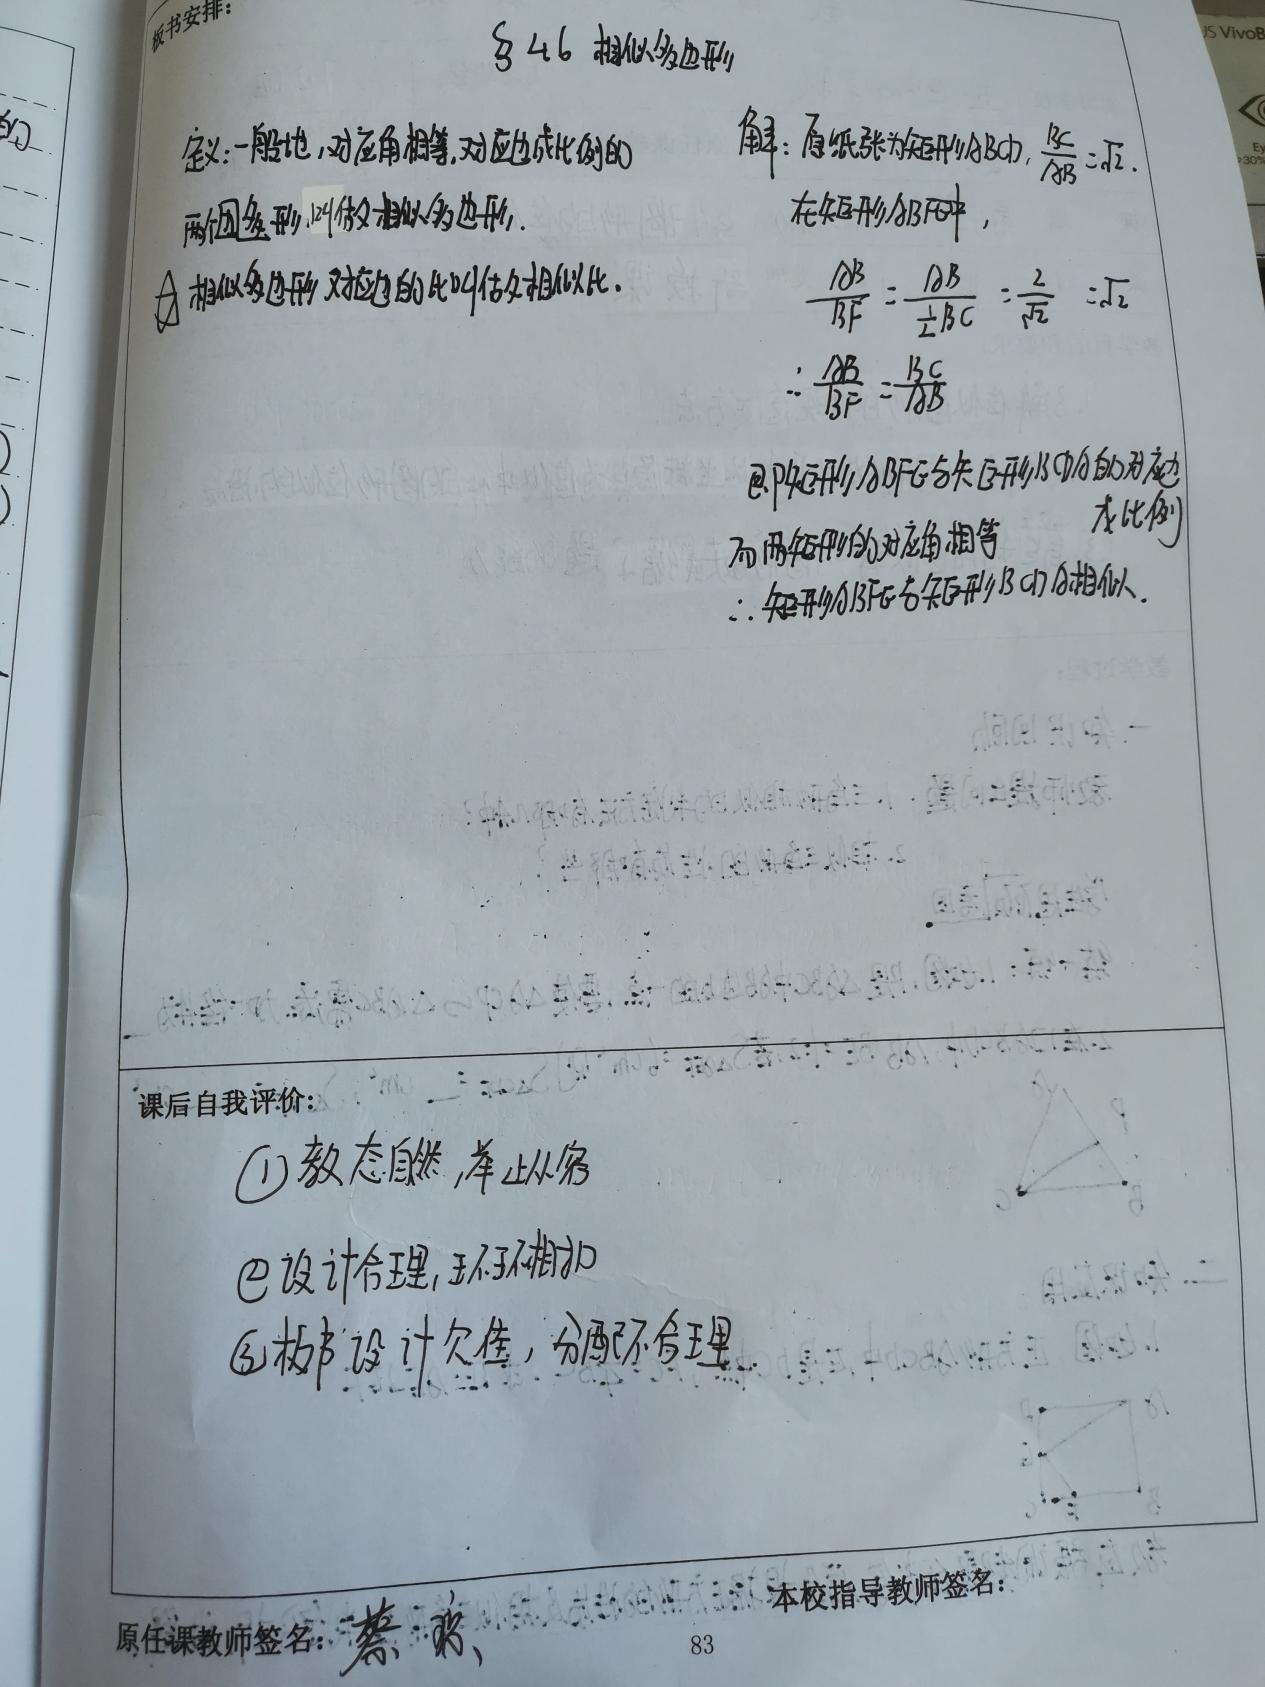 板书安排：
§ 4.6 相似多边形
定义：一般地，对应角相等，对应边成比例的
两个多边形叫做相似多边形.
☆ 相似多边形对应边的比叫做相似比.
解：原纸张为矩形ABCD, BC/AB = √2.
在矩形ABFE中，
AB/BF = AB/(1/2 BC) = 2/√2 = √2
∴ AB/BF = BC/AB
即矩形ABFE与矩形BCDA的对应边
成比例
而两矩形的对应角相等
∴ 矩形ABFE与矩形BCDA相似.
课后自我评价：
① 教态自然，举止从容
② 设计合理，环环相扣
③ 板书设计欠佳，分配不合理.
本校指导教师签名：
原任课教师签名：蔡
83